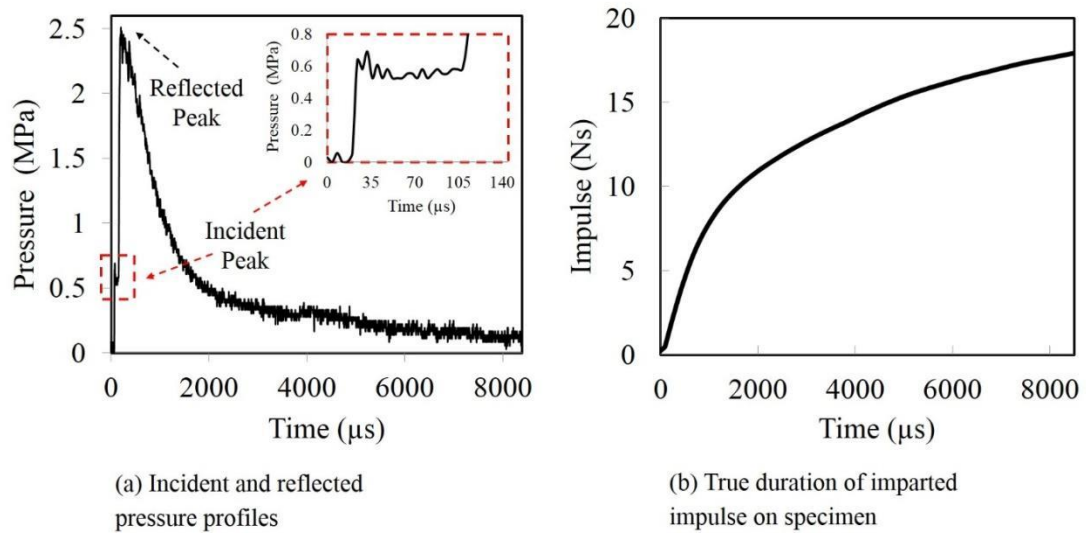 2.5
2
1.5
1
0.5
0
Pressure (MPa)
0 2000 4000 6000 8000
Time (µs)
Reflected
Peak
Incident
Peak
0.8
0.6
0.4
0.2
0
Pressure (MPa)
0 35 70 105 140
Time (µs)
(a) Incident and reflected
pressure profiles
20
15
10
5
0
Impulse (Ns)
0 2000 4000 6000 8000
Time (µs)
(b) True duration of imparted
impulse on specimen